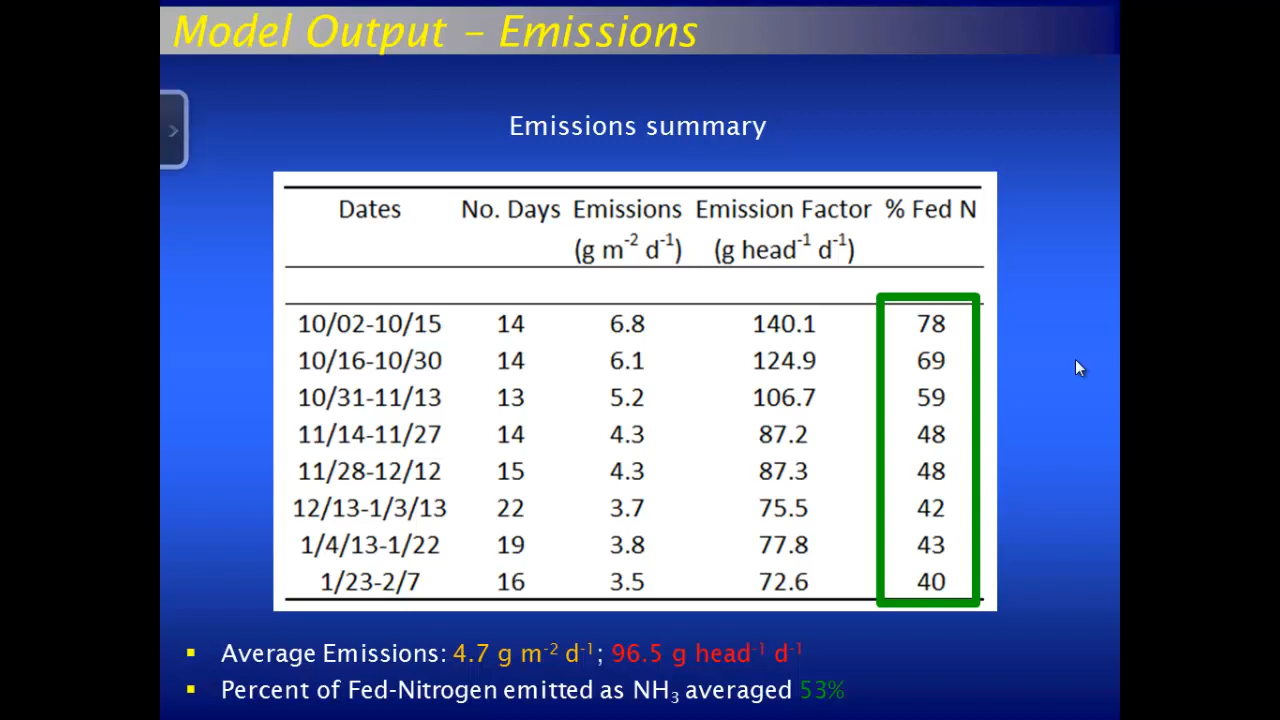 Model Output – Emissions
Emissions summary
Dates No. Days Emissions Emission Factor % Fed N
(g m⁻² d⁻¹) (g head⁻¹ d⁻¹)
10/02-10/15 14 6.8 140.1 78
10/16-10/30 14 6.1 124.9 69
10/31-11/13 13 5.2 106.7 59
11/14-11/27 14 4.3 87.2 48
11/28-12/12 15 4.3 87.3 48
12/13-1/3/13 22 3.7 75.5 42
1/4/13-1/22 19 3.8 77.8 43
1/23-2/7 16 3.5 72.6 40
▪ Average Emissions: 4.7 g m⁻² d⁻¹; 96.5 g head⁻¹ d⁻¹
▪ Percent of Fed-Nitrogen emitted as NH₃ averaged 53%